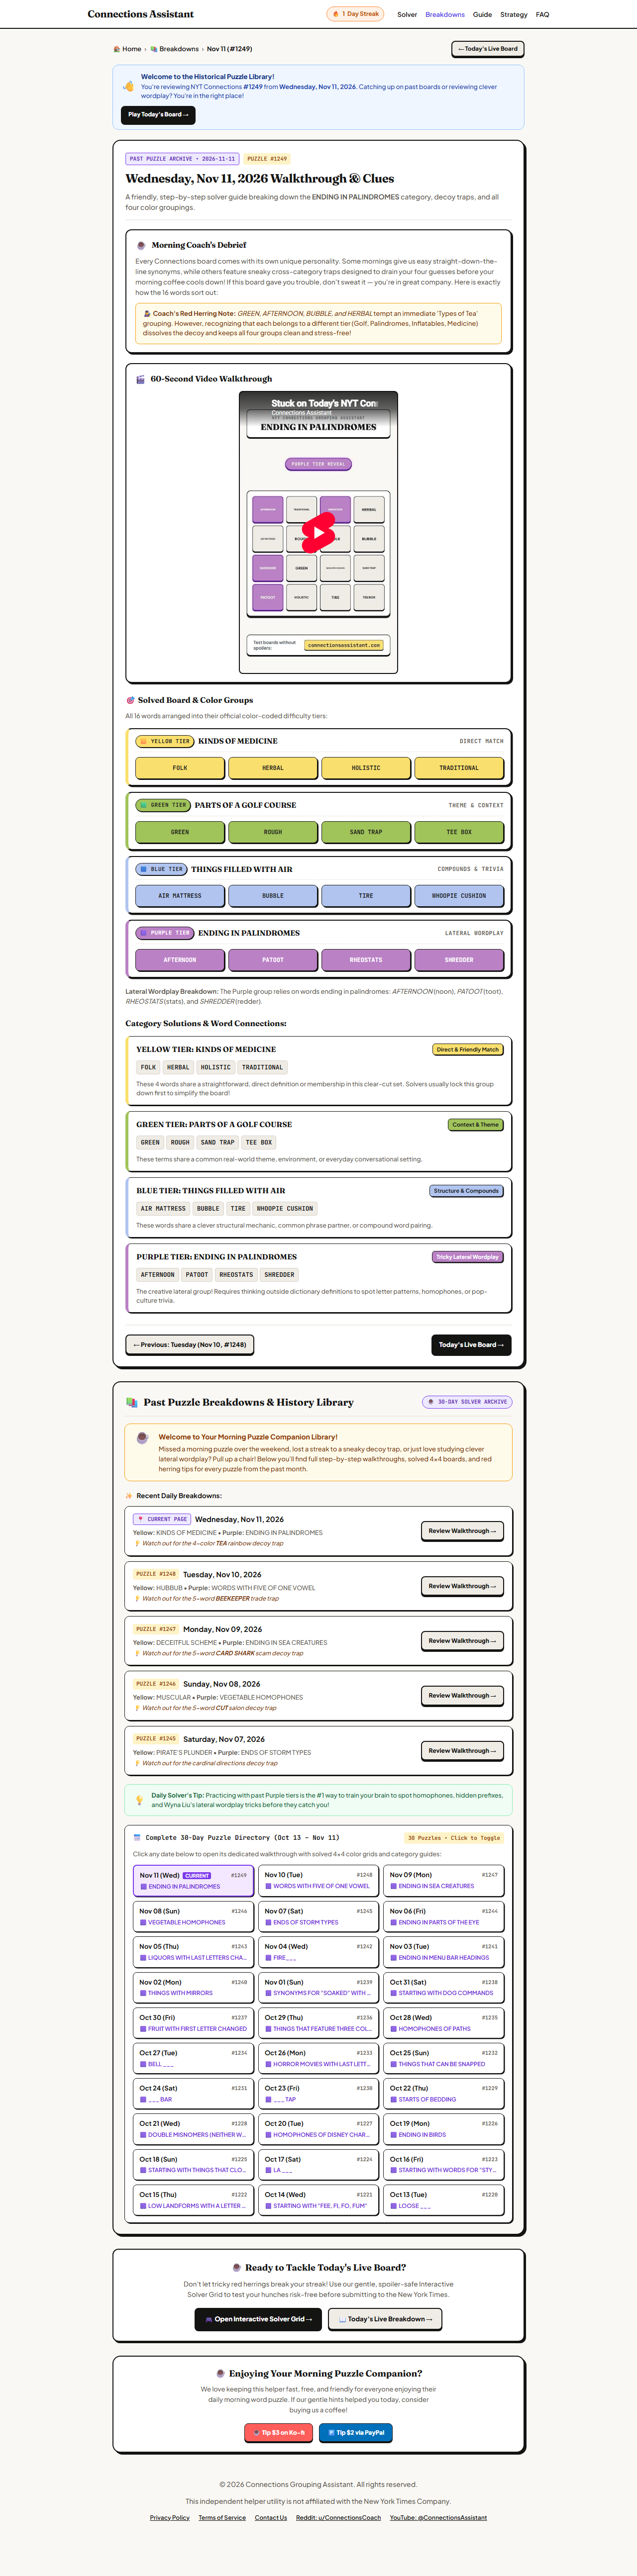 Connections Assistant
1 Day Streak
Solver
Breakdowns
Guide
Strategy
FAQ
Home › Breakdowns › Nov 11 (#1249)
← Today's Live Board
Welcome to the Historical Puzzle Library!
You're reviewing NYT Connections #1249 from Wednesday, Nov 11, 2026. Catching up on past boards or reviewing clever
wordplay? You're in the right place!
Play Today's Board →
PAST PUZZLE ARCHIVE • 2026-11-11
PUZZLE #1249
Wednesday, Nov 11, 2026 Walkthrough & Clues
A friendly, step-by-step solver guide breaking down the ENDING IN PALINDROMES category, decoy traps, and all
four color groupings.
Morning Coach's Debrief
Every Connections board comes with its own unique personality. Some mornings give us easy straight-down-the-
line synonyms, while others feature sneaky cross-category traps designed to drain your four guesses before your
morning coffee cools down! If this board gave you trouble, don't sweat it — you're in great company. Here is exactly
how the 16 words sort out:
Coach's Red Herring Note: GREEN, AFTERNOON, BUBBLE, and HERBAL tempt an immediate 'Types of Tea'
grouping. However, recognizing that each belongs to a different tier (Golf, Palindromes, Inflatables, Medicine)
dissolves the decoy and keeps all four groups clean and stress-free!
60-Second Video Walkthrough
Stuck on Today's NYT Con
Connections Assistant
ENDING IN PALINDROMES
PURPLE TIER REVEAL
HERBAL
BUBBLE
GREEN
PATOOT
HOLISTIC
TIRE
TEE BOX
Test boards without
spoilers:
connectionsassistant.com
Solved Board & Color Groups
All 16 words arranged into their official color-coded difficulty tiers:
YELLOW TIER
KINDS OF MEDICINE
DIRECT MATCH
FOLK
HERBAL
HOLISTIC
TRADITIONAL
GREEN TIER
PARTS OF A GOLF COURSE
THEME & CONTEXT
GREEN
ROUGH
SAND TRAP
TEE BOX
BLUE TIER
THINGS FILLED WITH AIR
COMPOUNDS & TRIVIA
AIR MATTRESS
BUBBLE
TIRE
WHOOPIE CUSHION
PURPLE TIER
ENDING IN PALINDROMES
LATERAL WORDPLAY
AFTERNOON
PATOOT
RHEOSTATS
SHREDDER
Lateral Wordplay Breakdown: The Purple group relies on words ending in palindromes: AFTERNOON (noon), PATOOT (toot),
RHEOSTATS (stats), and SHREDDER (redder).
Category Solutions & Word Connections:
YELLOW TIER: KINDS OF MEDICINE
Direct & Friendly Match
FOLK
HERBAL
HOLISTIC
TRADITIONAL
These 4 words share a straightforward, direct definition or membership in this clear-cut set. Solvers usually lock this group
down first to simplify the board!
GREEN TIER: PARTS OF A GOLF COURSE
Context & Theme
GREEN
ROUGH
SAND TRAP
TEE BOX
These terms share a common real-world theme, environment, or everyday conversational setting.
BLUE TIER: THINGS FILLED WITH AIR
Structure & Compounds
AIR MATTRESS
BUBBLE
TIRE
WHOOPIE CUSHION
These words share a clever structural mechanic, common phrase partner, or compound word pairing.
PURPLE TIER: ENDING IN PALINDROMES
Tricky Lateral Wordplay
AFTERNOON
PATOOT
RHEOSTATS
SHREDDER
The creative lateral group! Requires thinking outside dictionary definitions to spot letter patterns, homophones, or pop-
culture trivia.
← Previous: Tuesday (Nov 10, #1248)
Today's Live Board →
Past Puzzle Breakdowns & History Library
30-DAY SOLVER ARCHIVE
Welcome to Your Morning Puzzle Companion Library!
Missed a morning puzzle over the weekend, lost a streak to a sneaky decoy trap, or just love studying clever
lateral wordplay? Pull up a chair! Below you'll find full step-by-step walkthroughs, solved 4×4 boards, and red
herring tips for every puzzle from the past month.
Recent Daily Breakdowns:
CURRENT PAGE
Wednesday, Nov 11, 2026
Yellow: KINDS OF MEDICINE • Purple: ENDING IN PALINDROMES
Watch out for the 4-color TEA rainbow decoy trap
Review Walkthrough →
PUZZLE #1248
Tuesday, Nov 10, 2026
Yellow: HUBBUB • Purple: WORDS WITH FIVE OF ONE VOWEL
Watch out for the 5-word BEEKEEPER trade trap
Review Walkthrough →
PUZZLE #1247
Monday, Nov 09, 2026
Yellow: DECEITFUL SCHEME • Purple: ENDING IN SEA CREATURES
Watch out for the 5-word CARD SHARK scam decoy trap
Review Walkthrough →
PUZZLE #1246
Sunday, Nov 08, 2026
Yellow: MUSCULAR • Purple: VEGETABLE HOMOPHONES
Watch out for the 5-word CUT salon decoy trap
Review Walkthrough →
PUZZLE #1245
Saturday, Nov 07, 2026
Yellow: PIRATE'S PLUNDER • Purple: ENDS OF STORM TYPES
Watch out for the cardinal directions decoy trap
Review Walkthrough →
Daily Solver's Tip: Practicing with past Purple tiers is the #1 way to train your brain to spot homophones, hidden prefixes,
and Wyna Liu's lateral wordplay tricks before they catch you!
Complete 30-Day Puzzle Directory (Oct 13 – Nov 11)
30 Puzzles • Click to Toggle
Click any date below to open its dedicated walkthrough with solved 4×4 color grids and category guides:
Nov 11 (Wed) CURRENT #1249
ENDING IN PALINDROMES
Nov 10 (Tue) #1248
WORDS WITH FIVE OF ONE VOWEL
Nov 09 (Mon) #1247
ENDING IN SEA CREATURES
Nov 08 (Sun) #1246
VEGETABLE HOMOPHONES
Nov 07 (Sat) #1245
ENDS OF STORM TYPES
Nov 06 (Fri) #1244
ENDING IN PARTS OF THE EYE
Nov 05 (Thu) #1243
LIQUORS WITH LAST LETTERS CHA...
Nov 04 (Wed) #1242
FIRE___
Nov 03 (Tue) #1241
ENDING IN MENU BAR HEADINGS
Nov 02 (Mon) #1240
THINGS WITH MIRRORS
Nov 01 (Sun) #1239
SYNONYMS FOR "SOAKED" WITH ...
Oct 31 (Sat) #1238
STARTING WITH DOG COMMANDS
Oct 30 (Fri) #1237
FRUIT WITH FIRST LETTER CHANGED
Oct 29 (Thu) #1236
THINGS THAT FEATURE THREE COL...
Oct 28 (Wed) #1235
HOMOPHONES OF PATHS
Oct 27 (Tue) #1234
BELL ___
Oct 26 (Mon) #1233
HORROR MOVIES WITH LAST LETT...
Oct 25 (Sun) #1232
THINGS THAT CAN BE SNAPPED
Oct 24 (Sat) #1231
___ BAR
Oct 23 (Fri) #1230
___ TAP
Oct 22 (Thu) #1229
STARTS OF BEDDING
Oct 21 (Wed) #1228
DOUBLE MISNOMERS (NEITHER W...
Oct 20 (Tue) #1227
HOMOPHONES OF DISNEY CHAR...
Oct 19 (Mon) #1226
ENDING IN BIRDS
Oct 18 (Sun) #1225
STARTING WITH THINGS THAT CLO...
Oct 17 (Sat) #1224
LA ___
Oct 16 (Fri) #1223
STARTING WITH WORDS FOR "STY...
Oct 15 (Thu) #1222
LOW LANDFORMS WITH A LETTER ...
Oct 14 (Wed) #1221
STARTING WITH "FEE, FI, FO, FUM"
Oct 13 (Tue) #1220
LOOSE ___
Ready to Tackle Today's Live Board?
Don't let tricky red herrings break your streak! Use our gentle, spoiler-safe Interactive
Solver Grid to test your hunches risk-free before submitting to the New York Times.
Open Interactive Solver Grid →
Today's Live Breakdown →
Enjoying Your Morning Puzzle Companion?
We love keeping this helper fast, free, and friendly for everyone enjoying their
daily morning word puzzle. If our gentle hints helped you today, consider
buying us a coffee!
Tip $3 on Ko-fi
Tip $2 via PayPal
© 2026 Connections Grouping Assistant. All rights reserved.
This independent helper utility is not affiliated with the New York Times Company.
Privacy Policy
Terms of Service
Contact Us
Reddit: u/ConnectionsCoach
YouTube: @ConnectionsAssistant